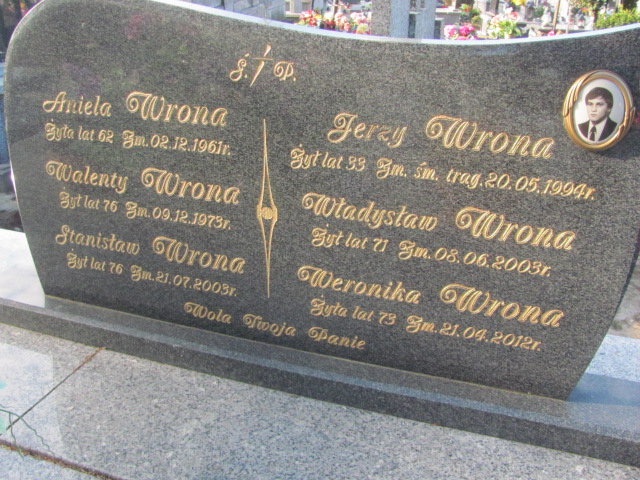 Ś. P.
Aniela Wrona
Żyła lat 62 Zm. 02.12.1961r.
Walenty Wrona
Żył lat 76 Zm. 09.12.1973r.
Stanisław Wrona
Żył lat 76 Zm. 21.07.2003r.
Jerzy Wrona
Żył lat 33 Zm. śm. trag. 20.05.1994r.
Władysław Wrona
Żył lat 71 Zm. 08.06.2003r.
Weronika Wrona
Żyła lat 73 Zm. 21.04.2012r.
Wola Twoja Panie